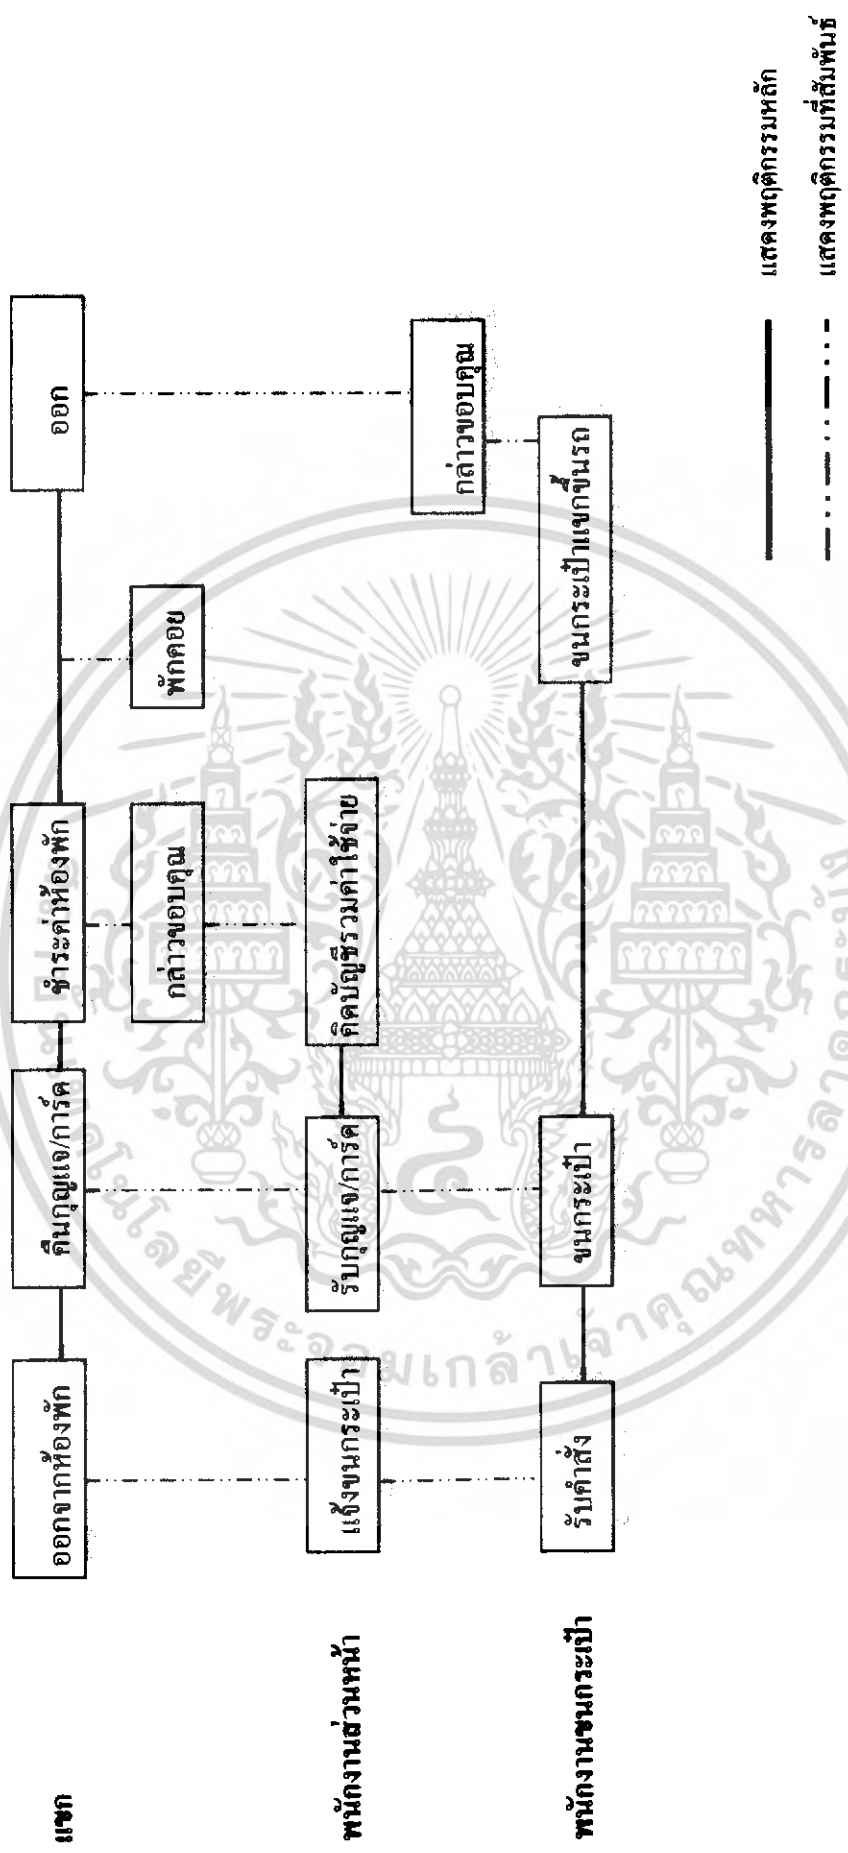 แขก
ออกจากห้องพัก
คืนกุญแจ/การ์ด
ชำระค่าห้องพัก
ออก
กล่าวขอบคุณ
พักคอย
พนักงานส่วนหน้า
แจ้งขนกระเป๋า
รับกุญแจ/การ์ด
คิดบัญชีรวมค่าใช้จ่าย
กล่าวขอบคุณ
พนักงานขนกระเป๋า
รับคำสั่ง
ขนกระเป๋า
ขนกระเป๋าแขกขึ้นรถ
แสดงพฤติกรรมหลัก
แสดงพฤติกรรมที่สัมพันธ์